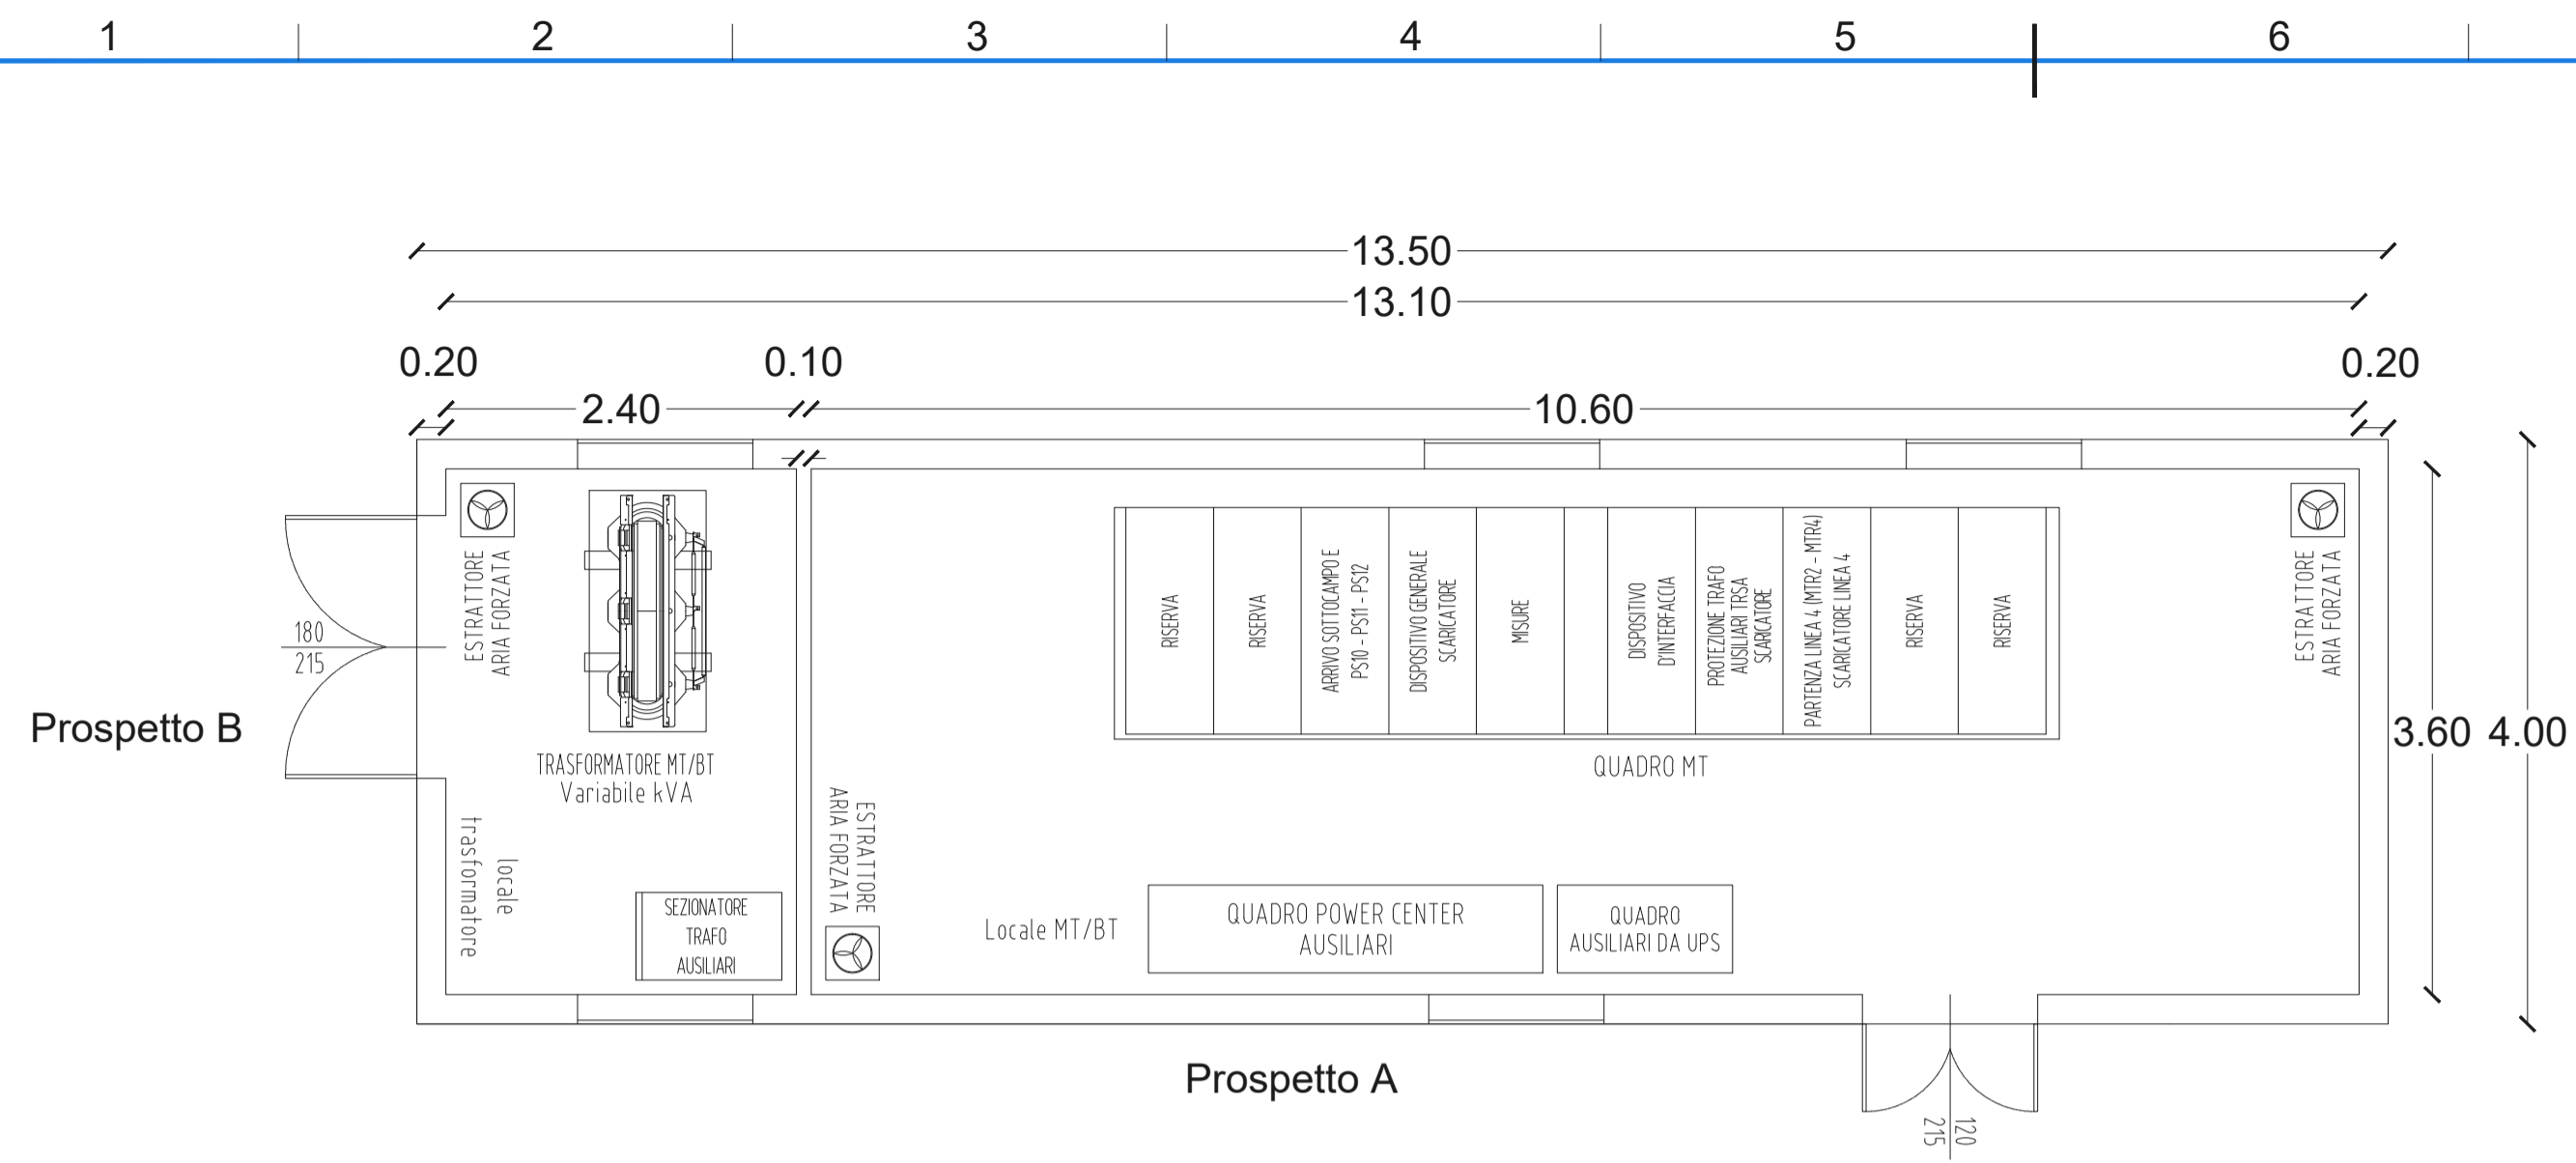 1 2 3 4 5 6
13.50
13.10
0.20 0.10 0.20
2.40 10.60
3.60 4.00
180
215
Prospetto B
ESTRATTORE
ARIA FORZATA
TRASFORMATORE MT/BT
Variabile kVA
locale
trasformatore
SEZIONATORE
TRAFO
AUSILIARI
ESTRATTORE
ARIA FORZATA
RISERVA
RISERVA
ARRIVO SOTTOCAMPO E
PS10 - PS11 - PS12
DISPOSITIVO GENERALE
SCARICATORE
MISURE
DISPOSITIVO
D'INTERFACCIA
PROTEZIONE TRAFO
AUSILIARI TRSA
SCARICATORE
PARTENZA LINEA 4 (MTR2 - MTR4)
SCARICATORE LINEA 4
RISERVA
RISERVA
QUADRO MT
ESTRATTORE
ARIA FORZATA
Locale MT/BT
QUADRO POWER CENTER
AUSILIARI
QUADRO
AUSILIARI DA UPS
Prospetto A
120
215